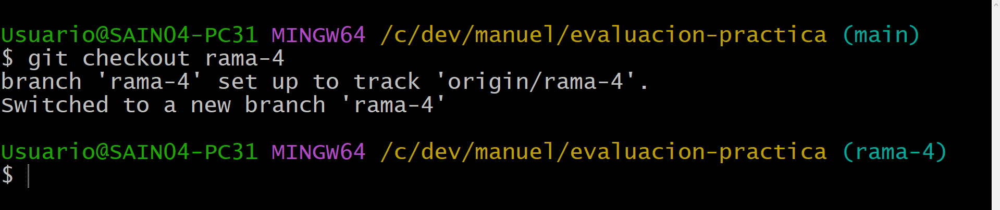 Usuario@SAIN04-PC31 MINGW64 /c/dev/manuel/evaluacion-practica (main)
$ git checkout rama-4
branch 'rama-4' set up to track 'origin/rama-4'.
Switched to a new branch 'rama-4'
Usuario@SAIN04-PC31 MINGW64 /c/dev/manuel/evaluacion-practica (rama-4)
$